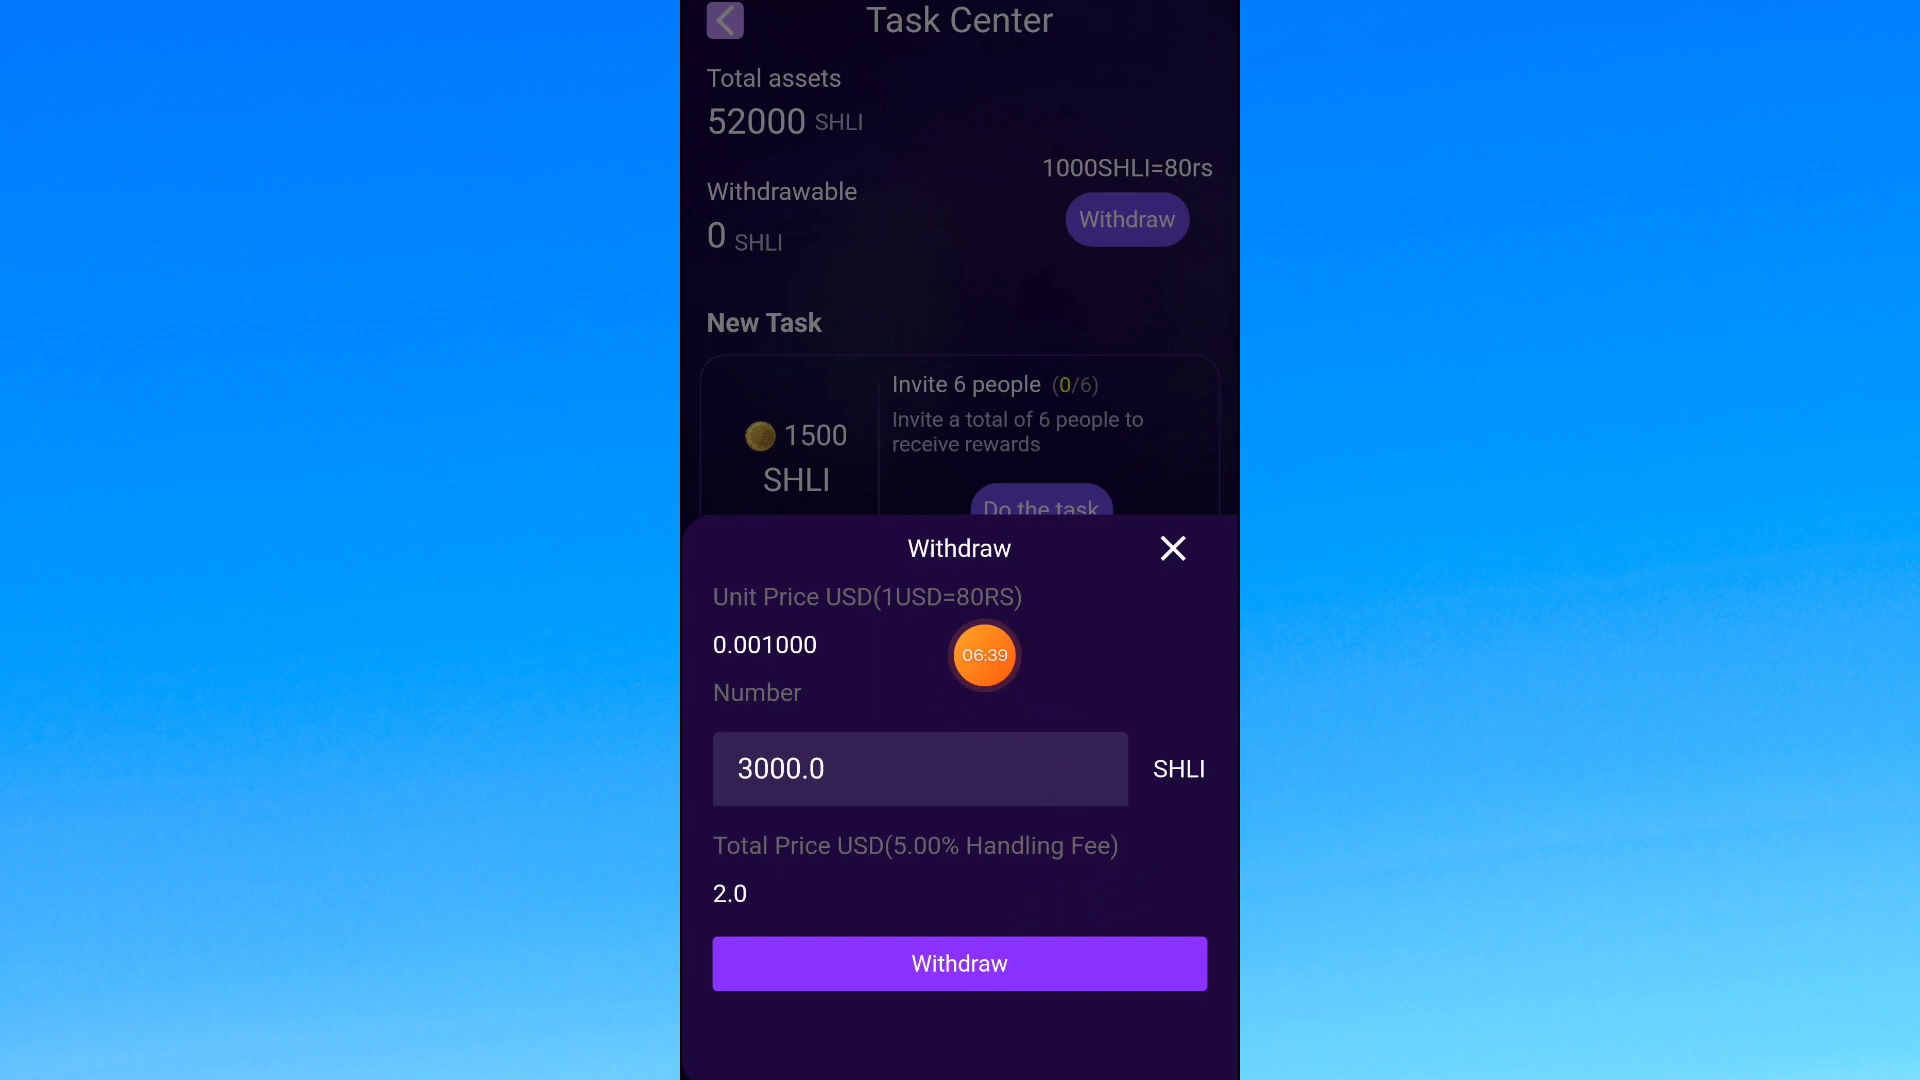 Task Center
Total assets
52000 SHLI
1000SHLI=80rs
Withdrawable
Withdraw
0 SHLI
New Task
Invite 6 people (0/6)
Invite a total of 6 people to
receive rewards
1500
SHLI
Do the task
Withdraw
Unit Price USD(1USD=80RS)
0.001000
06:39
Number
3000.0
SHLI
Total Price USD(5.00% Handling Fee)
2.0
Withdraw